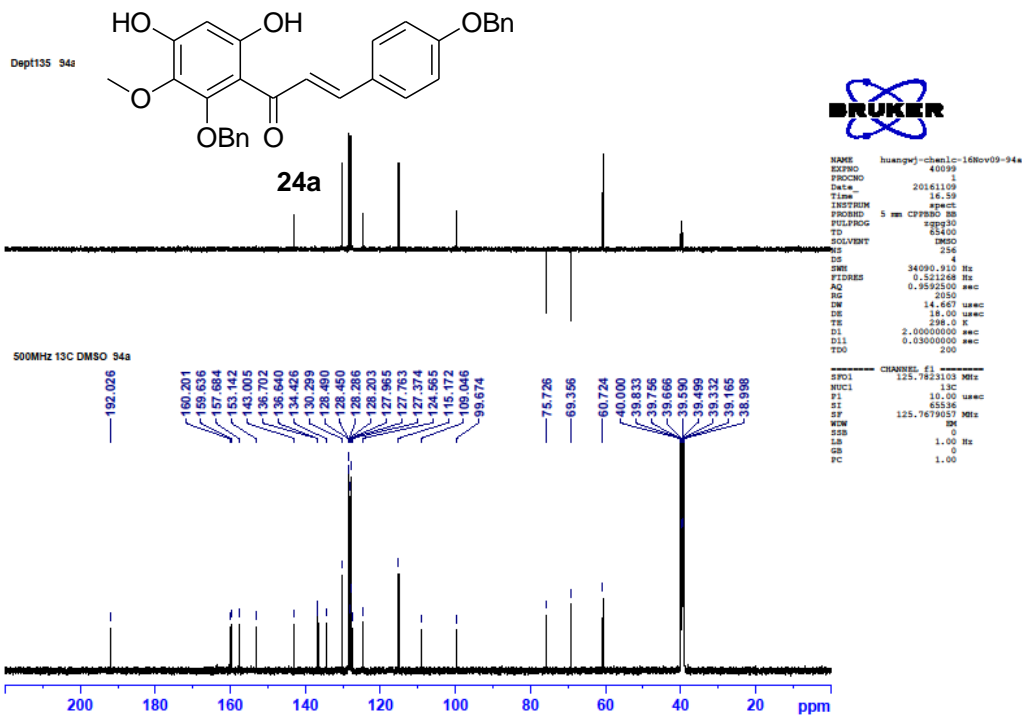 HO
OH
OBn
Dept135 94a
O
OBn
O
24a
BRUKER
NAME huangwj-chenlc-16Nov09-94a
EXPNO 40099
PROCNO 1
Date_ 20161109
Time 16.59
INSTRUM spect
PROBHD 5 mm CPPBBO BB
PULPROG zgpg30
TD 65400
SOLVENT DMSO
NS 256
DS 4
SWH 34090.910 Hz
FIDRES 0.521268 Hz
AQ 0.9592500 sec
RG 2050
DW 14.667 usec
DE 18.00 usec
TE 298.0 K
D1 2.00000000 sec
D11 0.03000000 sec
TD0 200
======== CHANNEL f1 ========
SFO1 125.7823103 MHz
NUC1 13C
P1 10.00 usec
SI 65536
SF 125.7679057 MHz
WDW EM
SSB 0
LB 1.00 Hz
GB 0
PC 1.00
500MHz 13C DMSO 94a
192.026
160.201
159.636
157.684
153.142
143.005
136.702
136.640
134.426
130.299
128.490
128.450
128.286
128.203
127.965
127.763
127.374
124.565
115.172
109.046
99.674
75.726
69.356
60.724
40.000
39.833
39.756
39.666
39.590
39.499
39.332
39.165
38.998
200 180 160 140 120 100 80 60 40 20 ppm